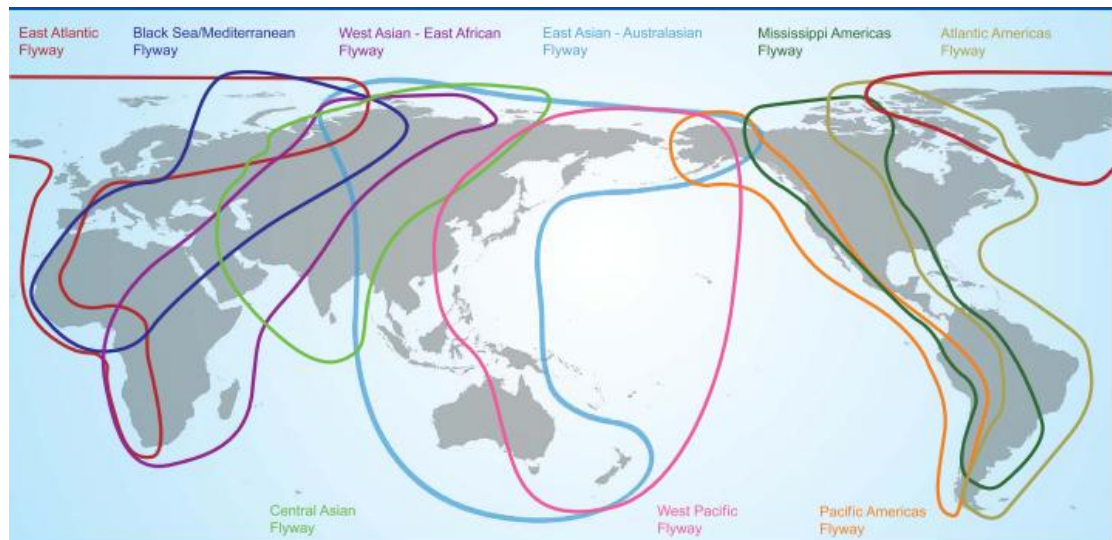 East Atlantic
Flyway
Black Sea/Mediterranean
Flyway
West Asian - East African
Flyway
East Asian - Australasian
Flyway
Mississippi Americas
Flyway
Atlantic Americas
Flyway
Central Asian
Flyway
West Pacific
Flyway
Pacific Americas
Flyway